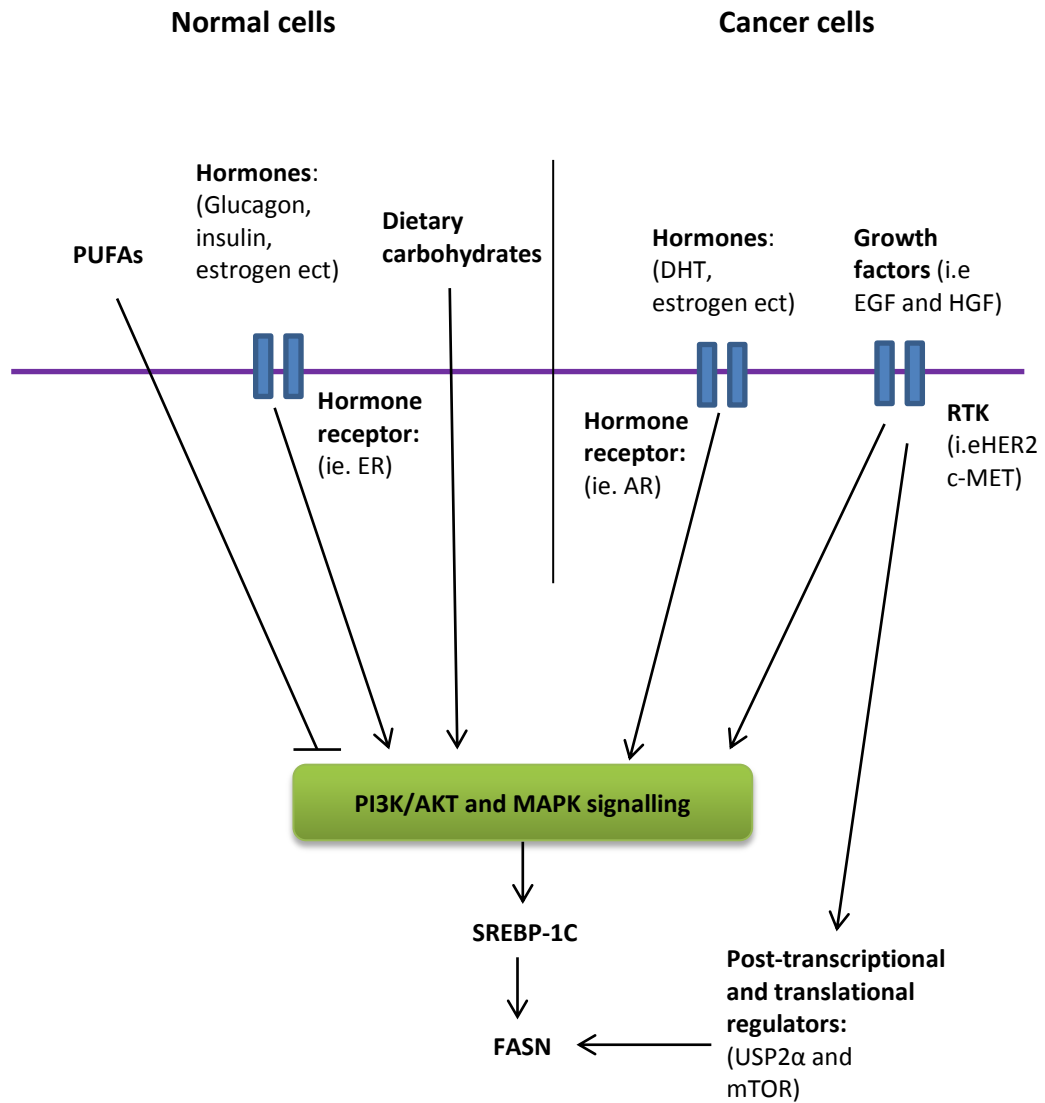 Normal cells
Cancer cells
PUFAs
Hormones:
(Glucagon,
insulin,
estrogen ect)
Dietary
carbohydrates
Hormones:
(DHT,
estrogen ect)
Growth
factors (i.e
EGF and HGF)
Hormone
receptor:
(ie. ER)
Hormone
receptor:
(ie. AR)
RTK
(i.eHER2
c-MET)
PI3K/AKT and MAPK signalling
SREBP-1C
FASN
Post-transcriptional
and translational
regulators:
(USP2α and
mTOR)